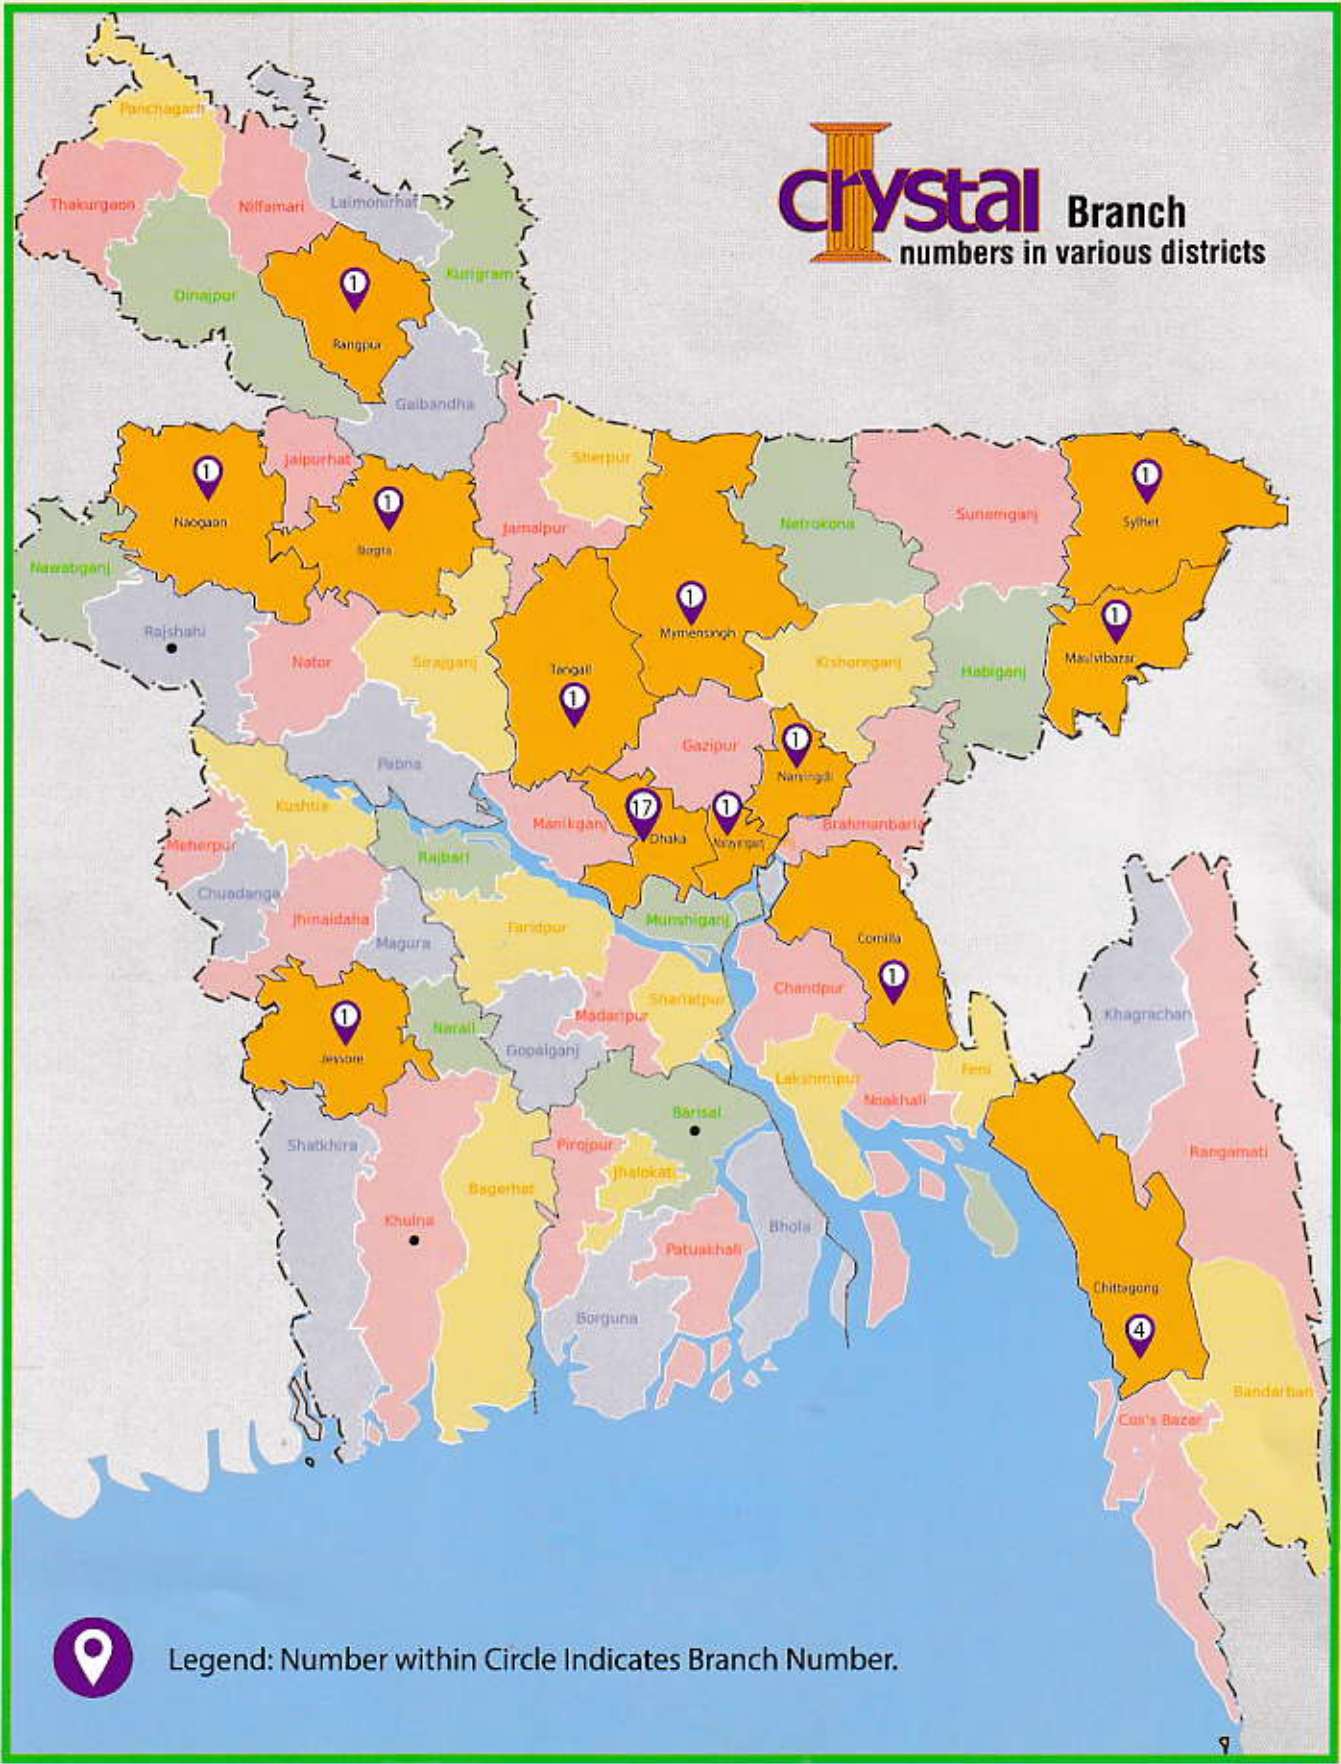 Panchagarh
crystal Branch
numbers in various districts
Thakurgaon
Nilfamari
Lalmonirhat
Kurigram
Dinajpur
1
Rangpur
Gaibandha
Jaipurhat
Sherpur
1
Naogaon
1
Bogra
Jamalpur
Netrokona
Sunamganj
1
Sylhet
Nawabganj
Rajshahi
Nator
Sirajganj
Tangail
1
1
Mymensingh
Kishoreganj
Habiganj
1
Maulvibazar
Pabna
Gazipur
1
Narsingdi
Kushtia
Manikganj
17
Dhaka
1
Narayanganj
Brahmanbaria
Meherpur
Rajbari
Chuadanga
Jhinaidaha
Magura
Faridpur
Munshiganj
Comilla
1
Chandpur
Khagrachari
1
Jessore
Narail
Gopalganj
Madaripur
Shariatpur
Lakshmipur
Noakhali
Feni
Shatkhira
Barisal
Pirojpur
Jhalokati
Rangamati
Khulna
Bagerhat
Patuakhali
Bhola
Borguna
Chittagong
4
Bandarban
Cox's Bazar
Legend: Number within Circle Indicates Branch Number.